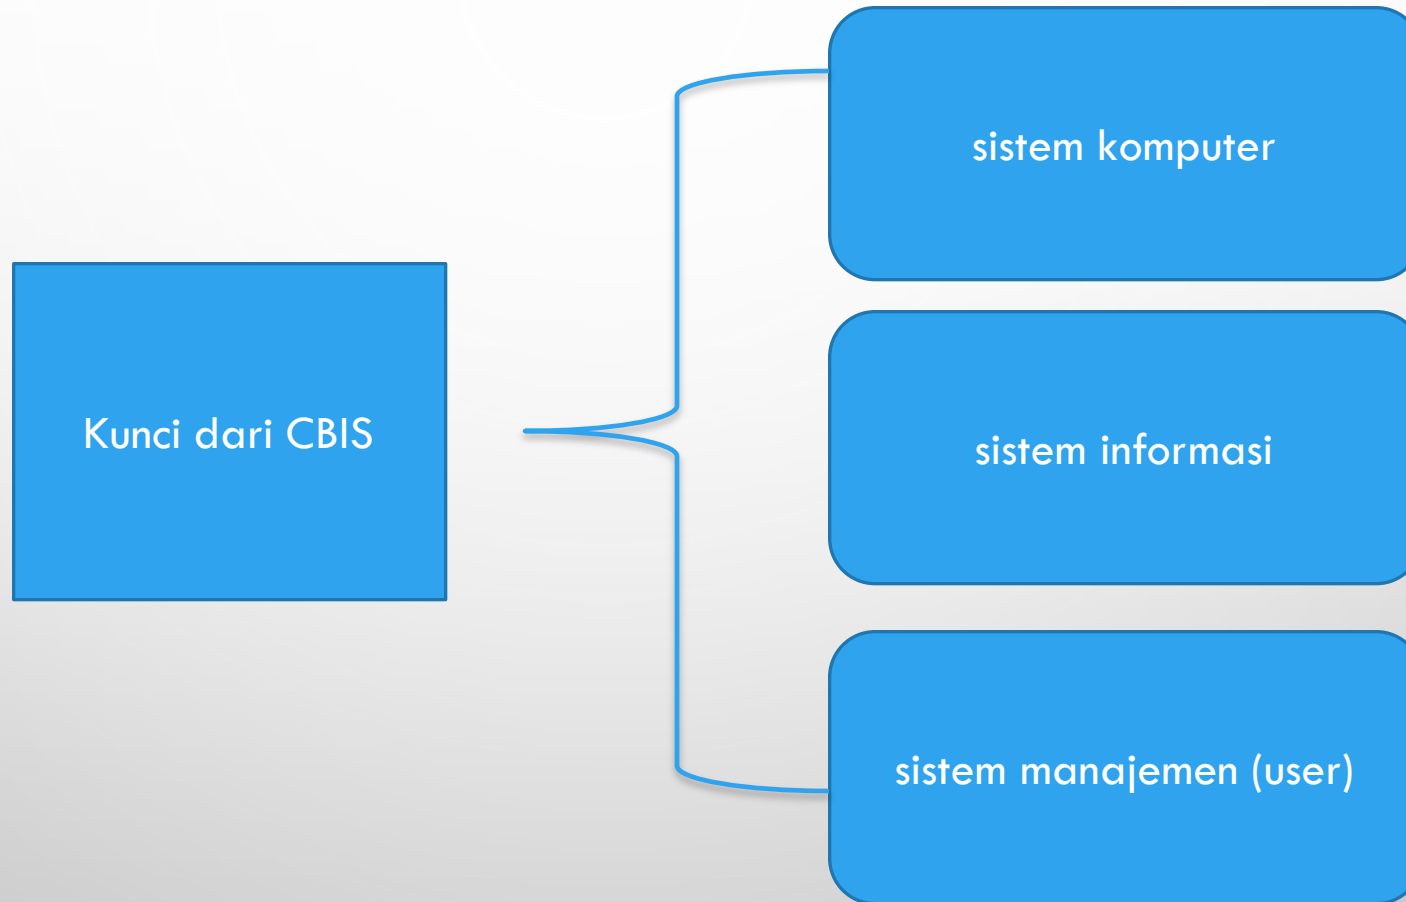 sistem komputer
Kunci dari CBIS
sistem informasi
sistem manajemen (user)